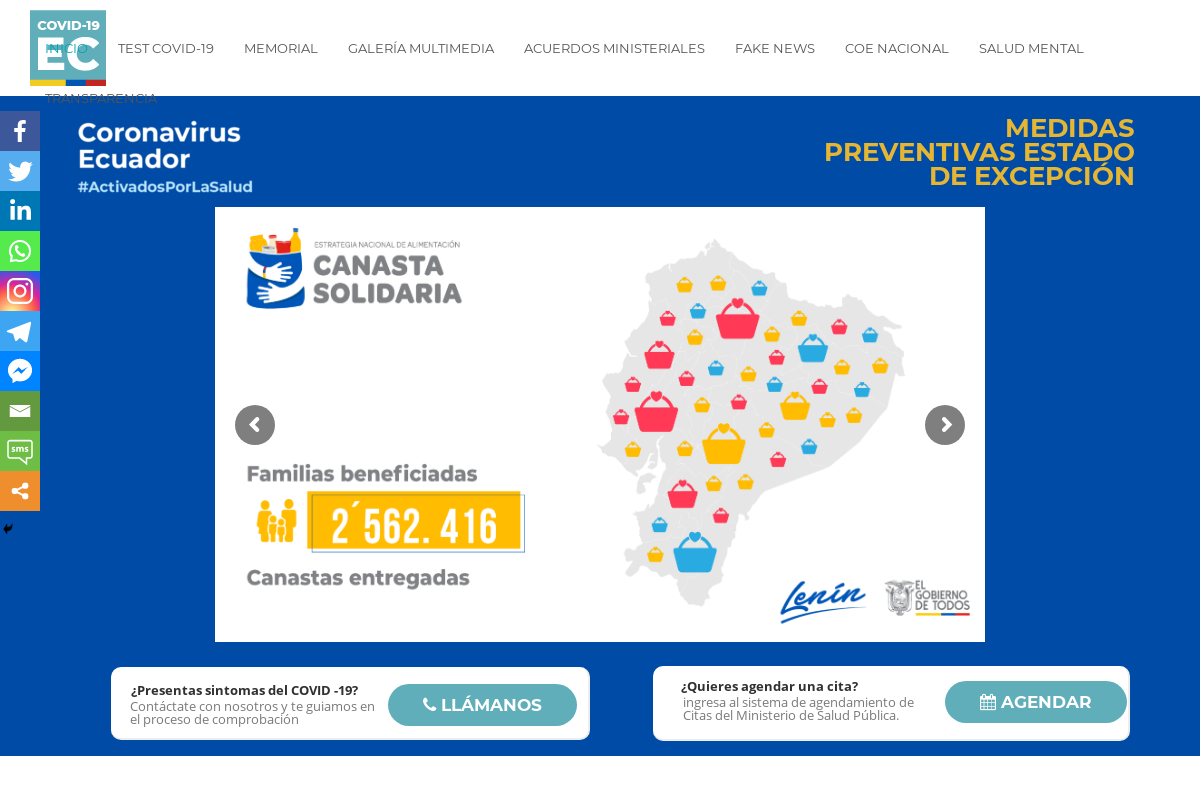 COVID-19
EC
INICIO
TEST COVID-19
MEMORIAL
GALERÍA MULTIMEDIA
ACUERDOS MINISTERIALES
FAKE NEWS
COE NACIONAL
SALUD MENTAL
TRANSPARENCIA
Coronavirus
Ecuador
#ActivadosPorLaSalud
MEDIDAS
PREVENTIVAS ESTADO
DE EXCEPCIÓN
sms
ESTRATEGIA NACIONAL DE ALIMENTACIÓN
CANASTA
SOLIDARIA
Familias beneficiadas
2´562. 416
Canastas entregadas
Lenín
EL
GOBIERNO
DE TODOS
¿Presentas sintomas del COVID -19?
Contáctate con nosotros y te guiamos en
el proceso de comprobación
LLÁMANOS
¿Quieres agendar una cita?
ingresa al sistema de agendamiento de
Citas del Ministerio de Salud Pública.
AGENDAR